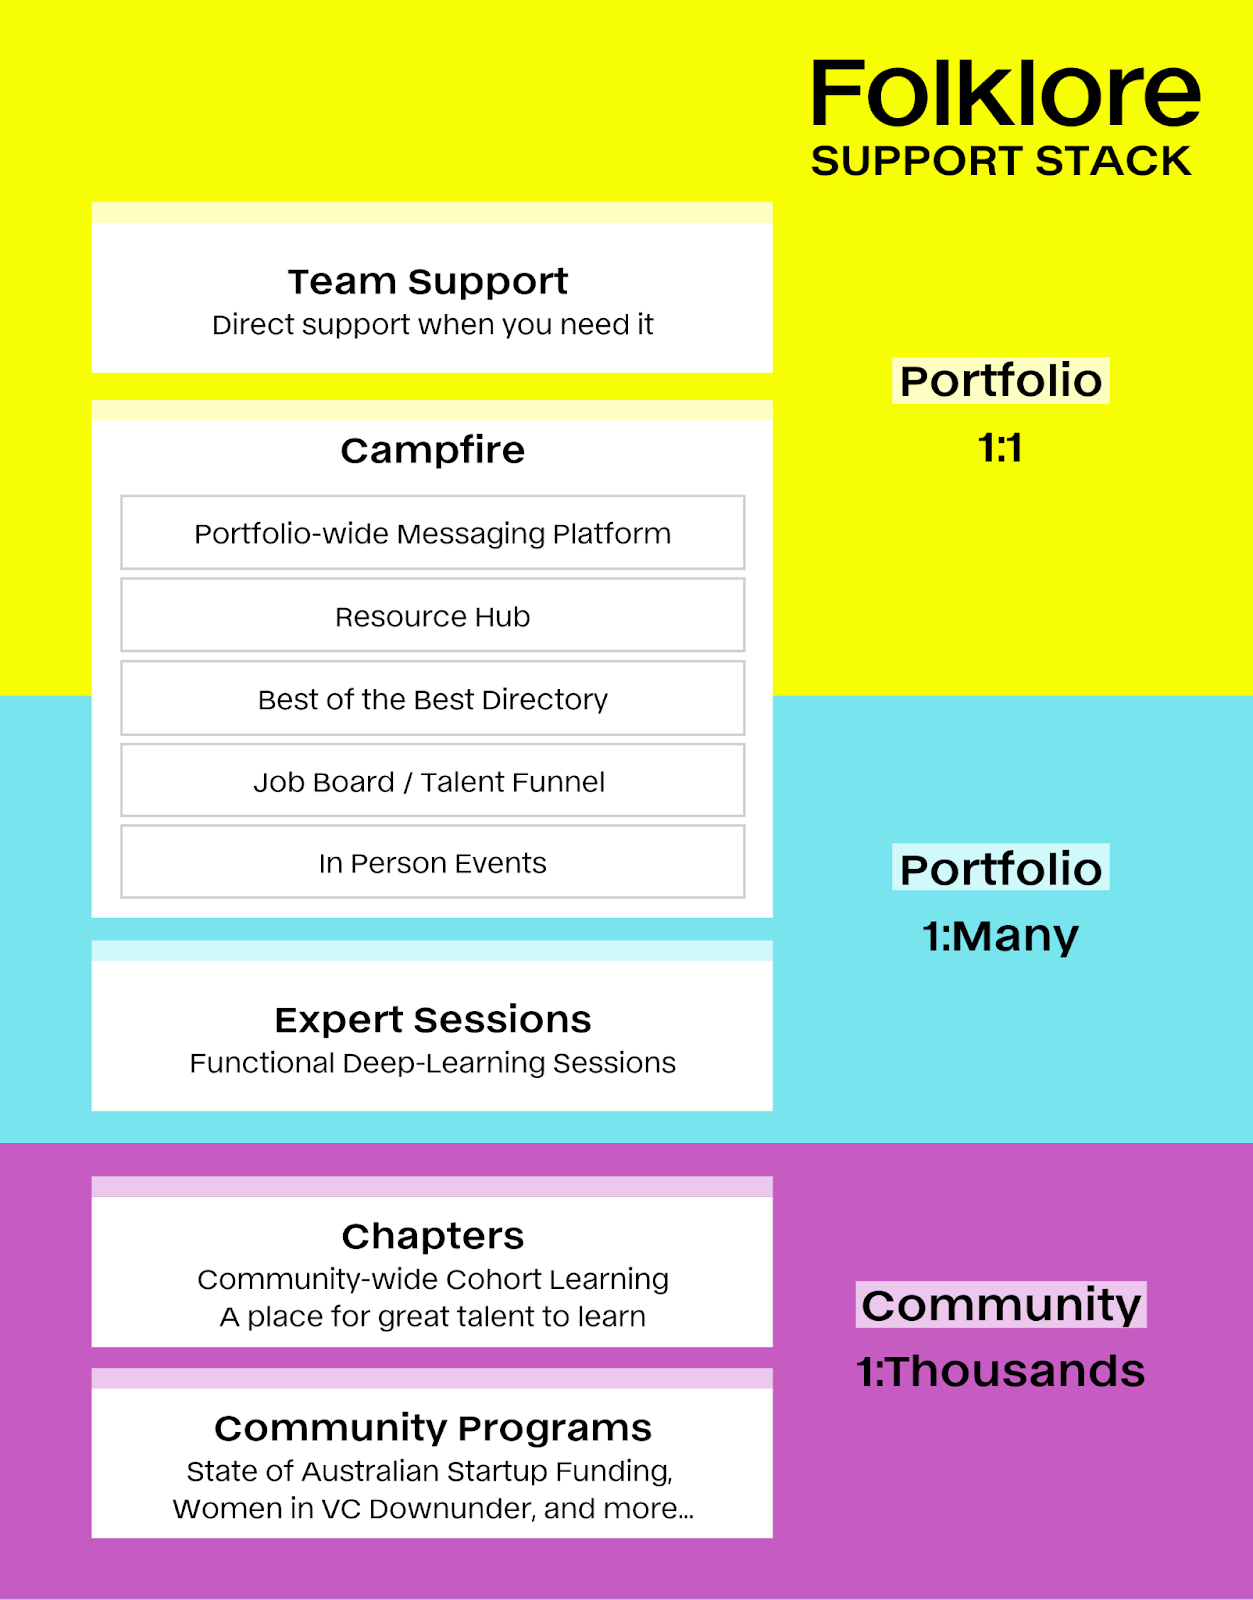 Folklore
SUPPORT STACK
Team Support
Direct support when you need it
Portfolio
1:1
Campfire
Portfolio-wide Messaging Platform
Resource Hub
Best of the Best Directory
Job Board / Talent Funnel
In Person Events
Portfolio
1:Many
Expert Sessions
Functional Deep-Learning Sessions
Chapters
Community-wide Cohort Learning
A place for great talent to learn
Community
1:Thousands
Community Programs
State of Australian Startup Funding,
Women in VC Downunder, and more...